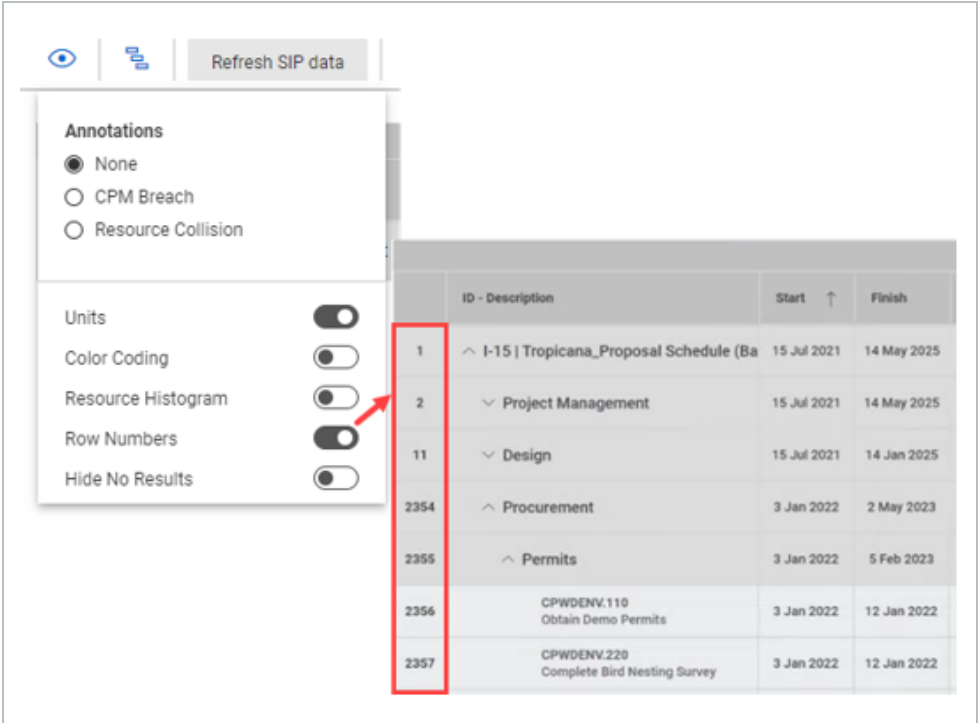 Refresh SIP data
Annotations
None
CPM Breach
Resource Collision
Units
Color Coding
Resource Histogram
Row Numbers
Hide No Results
ID - Description Start ↑ Finish
1 I-15 | Tropicana_Proposal Schedule (Ba 15 Jul 2021 14 May 2025
2 Project Management 15 Jul 2021 14 May 2025
11 Design 15 Jul 2021 14 Jan 2025
2354 Procurement 3 Jan 2022 2 May 2023
2355 Permits 3 Jan 2022 5 Feb 2023
2356 CPWDENV.110 3 Jan 2022 12 Jan 2022
Obtain Demo Permits
2357 CPWDENV.220 3 Jan 2022 12 Jan 2022
Complete Bird Nesting Survey